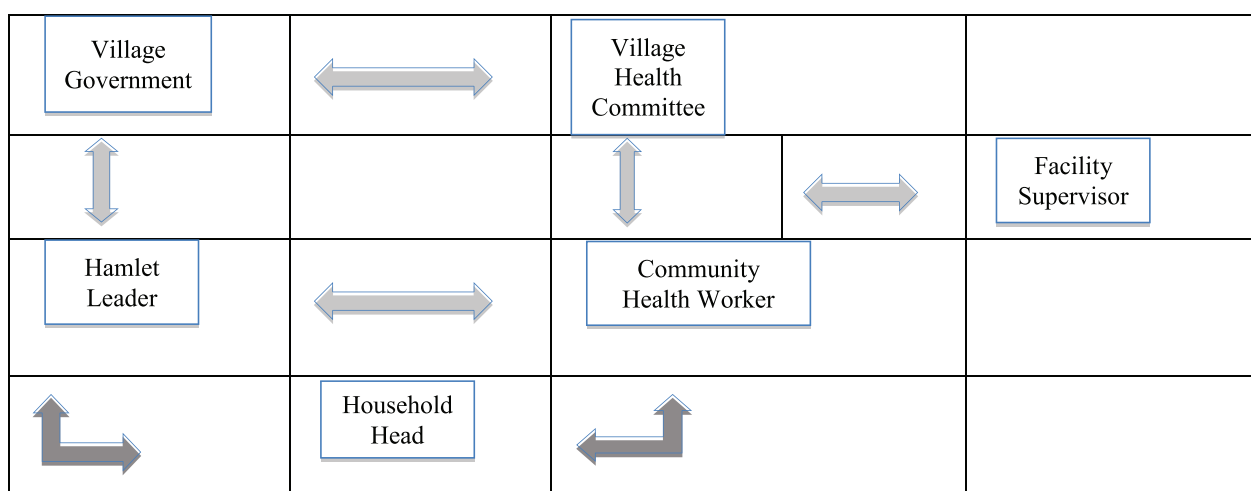 Village
Government
Village
Health
Committee
Facility
Supervisor
Hamlet
Leader
Community
Health Worker
Household
Head